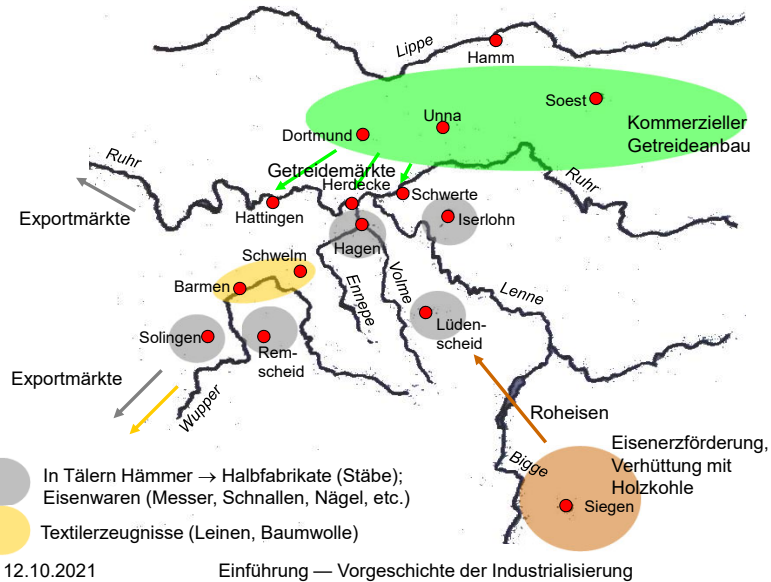 Lippe
Hamm
Soest
Unna
Dortmund
Kommerzieller
Getreideanbau
Ruhr
Getreidemärkte
Herdecke
Schwerte
Ruhr
Exportmärkte
Hattingen
Iserlohn
Hagen
Schwelm
Barmen
Ennepe
Volme
Lenne
Solingen
Rem-
scheid
Lüden-
scheid
Exportmärkte
Wupper
Roheisen
Eisenerzförderung,
Verhüttung mit
Holzkohle
Bigge
Siegen
In Tälern Hämmer → Halbfabrikate (Stäbe);
Eisenwaren (Messer, Schnallen, Nägel, etc.)
Textilerzeugnisse (Leinen, Baumwolle)
12.10.2021
Einführung — Vorgeschichte der Industrialisierung